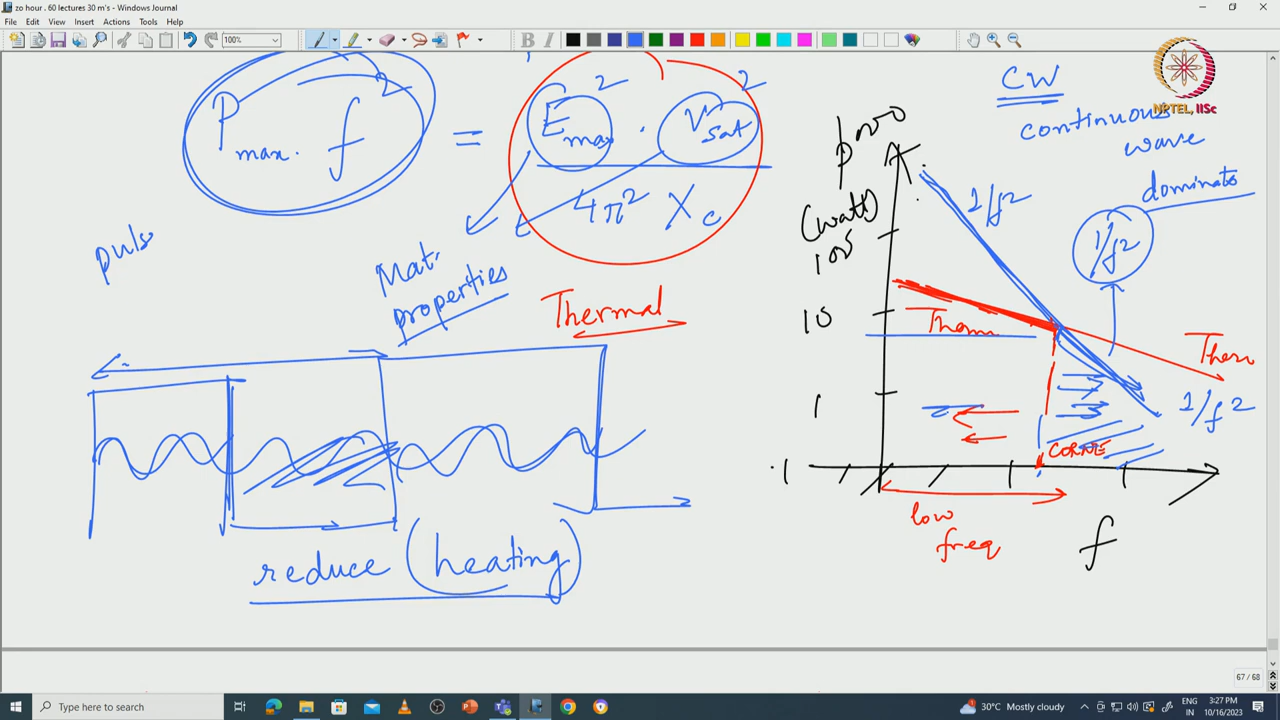 zo hour . 60 lectures 30 m's - Windows Journal
File Edit View Insert Actions Tools Help
100%
B I
NPTEL, IISc
P max. f 2 = E max 2 . v sat 2
4π2 Xc
CW
continuous
wave
dominate
1/f2
puls
Mat.
properties
Thermal
reduce (heating)
(watt)
100
10
1
.1
1/f2
Therm
Therm
1/f2
CORNE
low
freq
f
67 / 68
Type here to search
30°C Mostly cloudy
ENG
IN
3:27 PM
10/16/2023